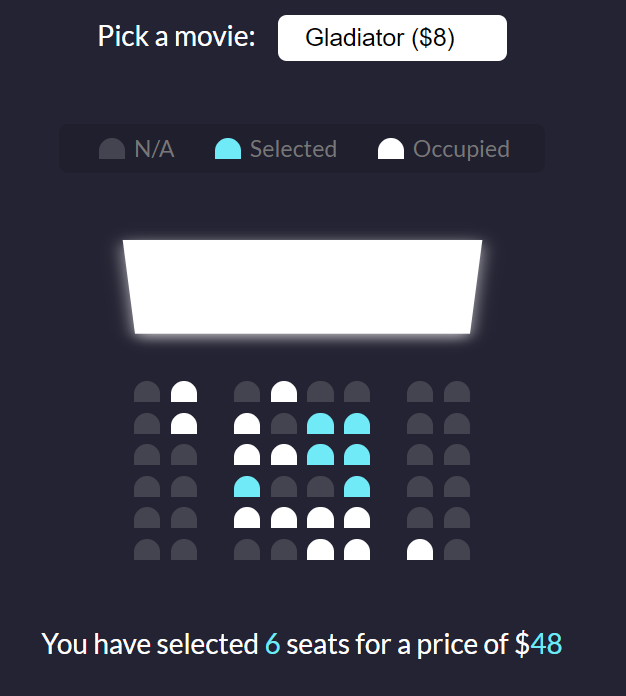 Pick a movie: Gladiator ($8)
N/A Selected Occupied
You have selected 6 seats for a price of $48